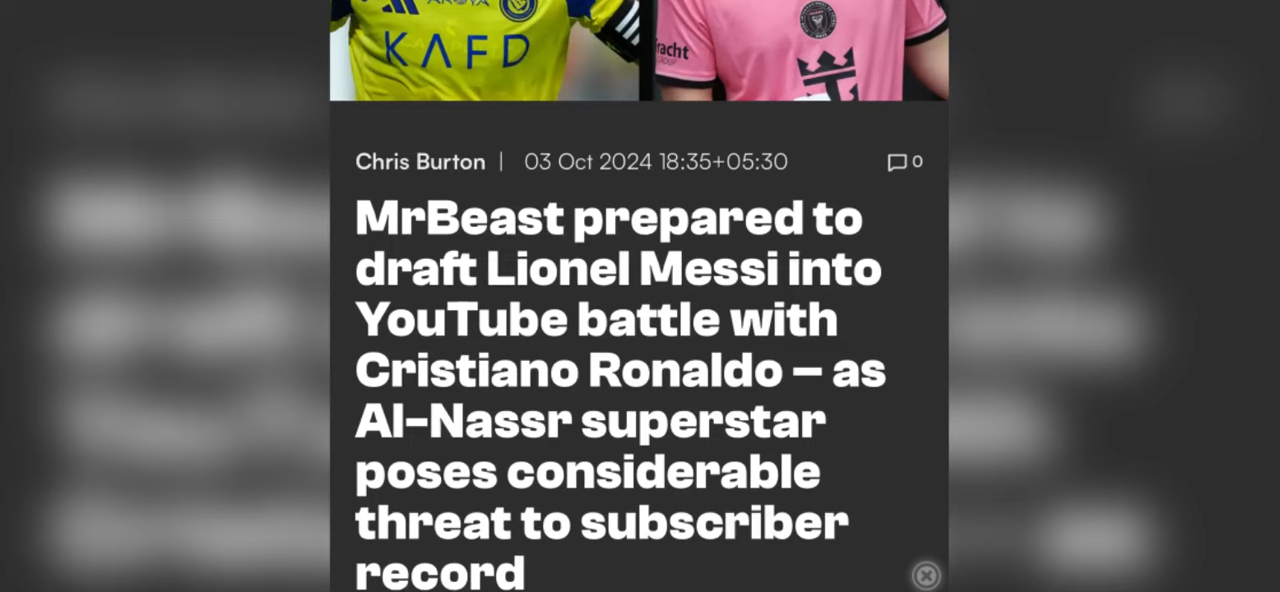 KAFD
racht
Chris Burton | 03 Oct 2024 18:35+05:30
0
MrBeast prepared to
draft Lionel Messi into
YouTube battle with
Cristiano Ronaldo – as
Al-Nassr superstar
poses considerable
threat to subscriber
record